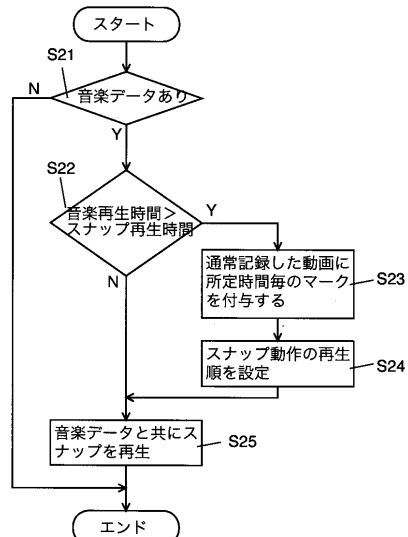 スタート
S21
N
音楽データあり
Y
S22
音楽再生時間>
スナップ再生時間
Y
N
通常記録した動画に
所定時間毎のマーク
を付与する
S23
スナップ動作の再生
順を設定
S24
音楽データと共にス
ナップを再生
S25
エンド